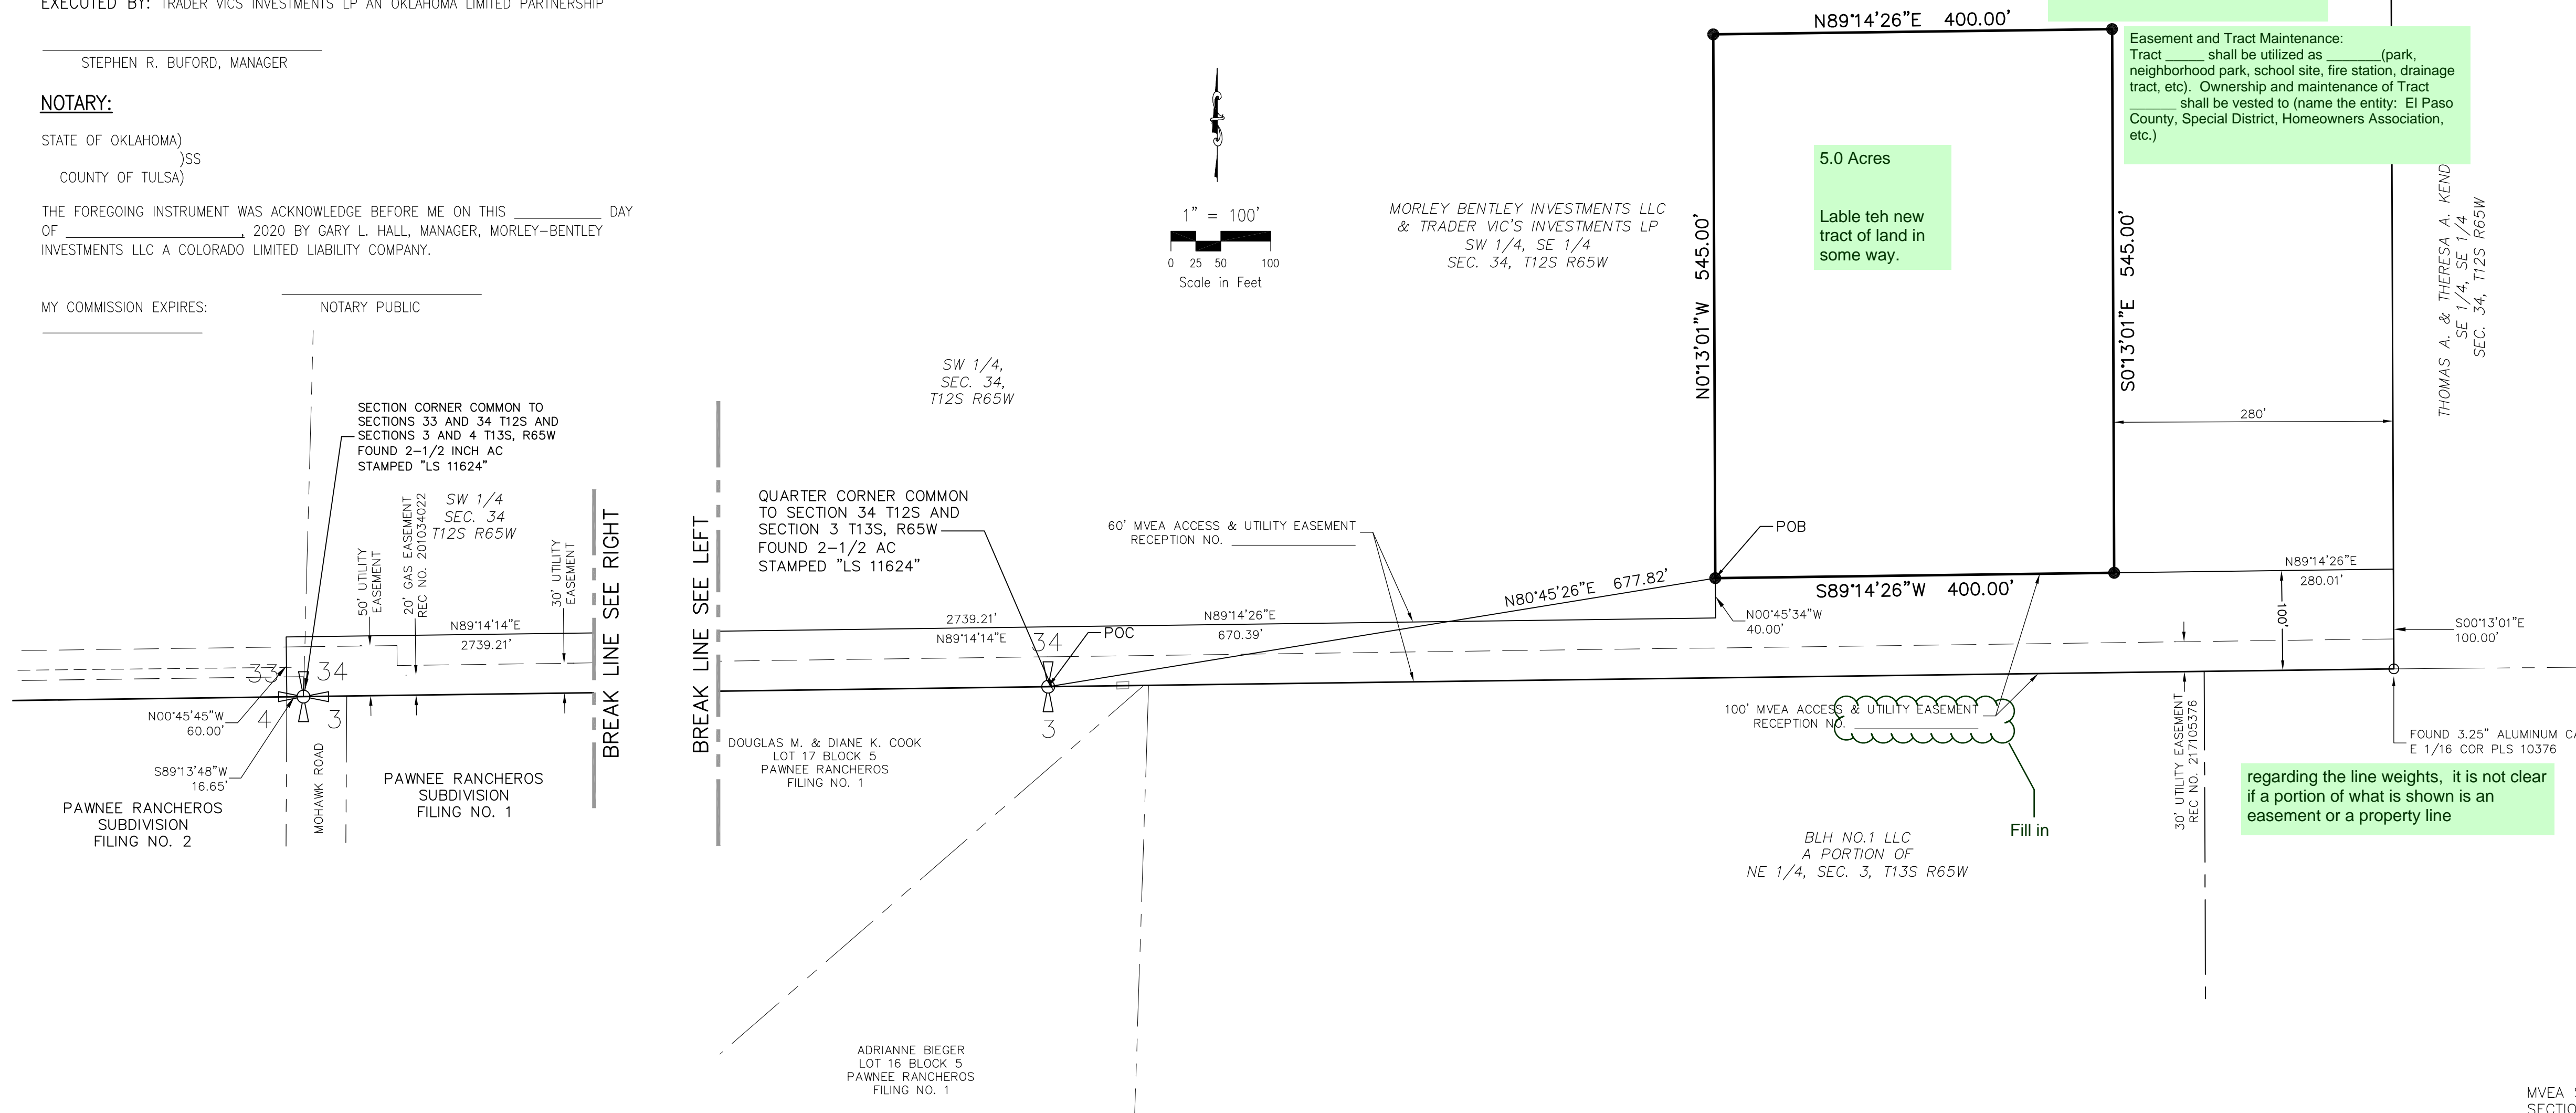 EXECUTED BY: TRADER VICS INVESTMENTS LP AN OKLAHOMA LIMITED PARTNERSHIP
STEPHEN R. BUFORD, MANAGER
NOTARY:
STATE OF OKLAHOMA)
)SS
COUNTY OF TULSA)
THE FOREGOING INSTRUMENT WAS ACKNOWLEDGE BEFORE ME ON THIS __________ DAY
OF ____________________, 2020 BY GARY L. HALL, MANAGER, MORLEY-BENTLEY
INVESTMENTS LLC A COLORADO LIMITED LIABILITY COMPANY.
MY COMMISSION EXPIRES:
NOTARY PUBLIC
SECTION CORNER COMMON TO
SECTIONS 33 AND 34 T12S AND
SECTIONS 3 AND 4 T13S, R65W
FOUND 2-1/2 INCH AC
STAMPED "LS 11624"
50' UTILITY
EASEMENT
20' GAS EASEMENT
REC NO. 201034022
SW 1/4
SEC. 34
T12S R65W
30' UTILITY
EASEMENT
N89°14'14"E
2739.21'
33
34
4
3
N00°45'45"W
60.00'
S89°13'48"W
16.65'
MOHAWK ROAD
PAWNEE RANCHEROS
SUBDIVISION
FILING NO. 2
PAWNEE RANCHEROS
SUBDIVISION
FILING NO. 1
BREAK LINE SEE RIGHT
BREAK LINE SEE LEFT
SW 1/4,
SEC. 34,
T12S R65W
1" = 100'
0 25 50 100
Scale in Feet
QUARTER CORNER COMMON
TO SECTION 34 T12S AND
SECTION 3 T13S, R65W
FOUND 2-1/2 AC
STAMPED "LS 11624"
60' MVEA ACCESS & UTILITY EASEMENT
RECEPTION NO. ______________
2739.21'
N89°14'14"E
N89°14'26"E
670.39'
34
POC
3
N80°45'26"E 677.82'
DOUGLAS M. & DIANE K. COOK
LOT 17 BLOCK 5
PAWNEE RANCHEROS
FILING NO. 1
ADRIANNE BIEGER
LOT 16 BLOCK 5
PAWNEE RANCHEROS
FILING NO. 1
MORLEY BENTLEY INVESTMENTS LLC
& TRADER VIC'S INVESTMENTS LP
SW 1/4, SE 1/4
SEC. 34, T12S R65W
N89°14'26"E 400.00'
N0°13'01"W 545.00'
S0°13'01"E 545.00'
S89°14'26"W 400.00'
5.0 Acres
Lable teh new
tract of land in
some way.
POB
N00°45'34"W
40.00'
Easement and Tract Maintenance:
Tract _____ shall be utilized as _______(park,
neighborhood park, school site, fire station, drainage
tract, etc). Ownership and maintenance of Tract
______ shall be vested to (name the entity: El Paso
County, Special District, Homeowners Association,
etc.)
THOMAS A. & THERESA A. KEND
SE 1/4, SE 1/4
SEC. 34, T12S R65W
280'
N89°14'26"E
280.01'
100'
S00°13'01"E
100.00'
100' MVEA ACCESS & UTILITY EASEMENT
RECEPTION NO. ______________
Fill in
30' UTILITY EASEMENT
REC NO. 217105376
BLH NO.1 LLC
A PORTION OF
NE 1/4, SEC. 3, T13S R65W
FOUND 3.25" ALUMINUM CA
E 1/16 COR PLS 10376
regarding the line weights, it is not clear
if a portion of what is shown is an
easement or a property line
MVEA
SECTIO